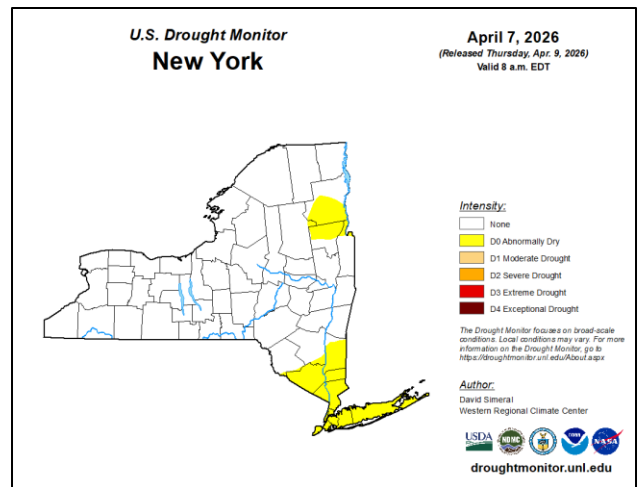 U.S. Drought Monitor
New York
April 7, 2026
(Released Thursday, Apr. 9, 2026)
Valid 8 a.m. EDT
Intensity:
None
D0 Abnormally Dry
D1 Moderate Drought
D2 Severe Drought
D3 Extreme Drought
D4 Exceptional Drought
The Drought Monitor focuses on broad-scale
conditions. Local conditions may vary. For more
information on the Drought Monitor, go to
https://droughtmonitor.unl.edu/About.aspx
Author:
David Simeral
Western Regional Climate Center
USDA
NDMC
NASA
droughtmonitor.unl.edu